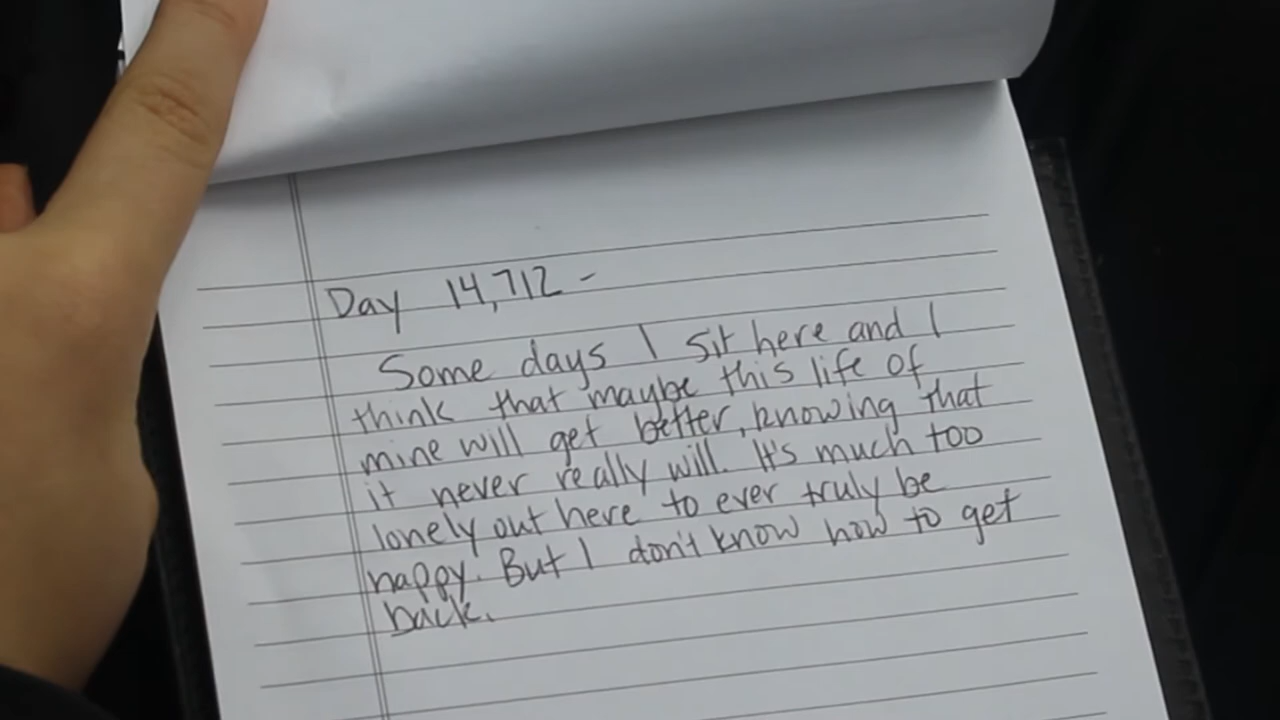 Day 14,712 -
Some days I sit here and I
think that maybe this life of
mine will get better, knowing that
it never really will. It's much too
lonely out here to ever truly be
happy. But I don't know how to get
back.